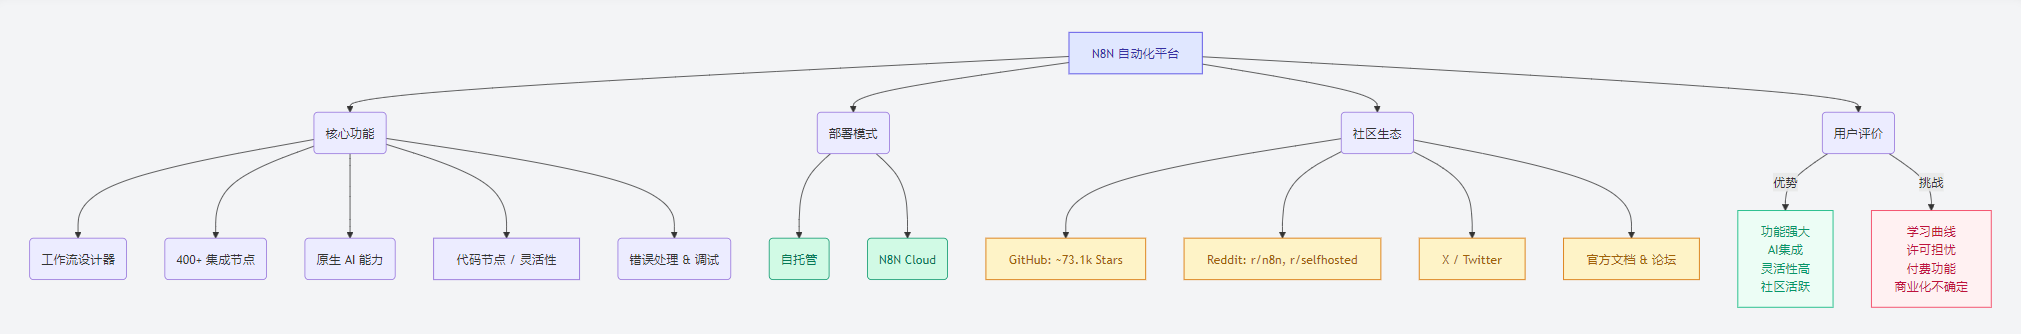 N8N 自动化平台
核心功能
部署模式
社区生态
用户评价
优势
挑战
工作流设计器
400+ 集成节点
原生 AI 能力
代码节点 / 灵活性
错误处理 & 调试
自托管
N8N Cloud
GitHub: ~73.1k Stars
Reddit: r/n8n, r/selfhosted
X / Twitter
官方文档 & 论坛
功能强大
AI集成
灵活性高
社区活跃
学习曲线
许可担忧
付费功能
商业化不确定